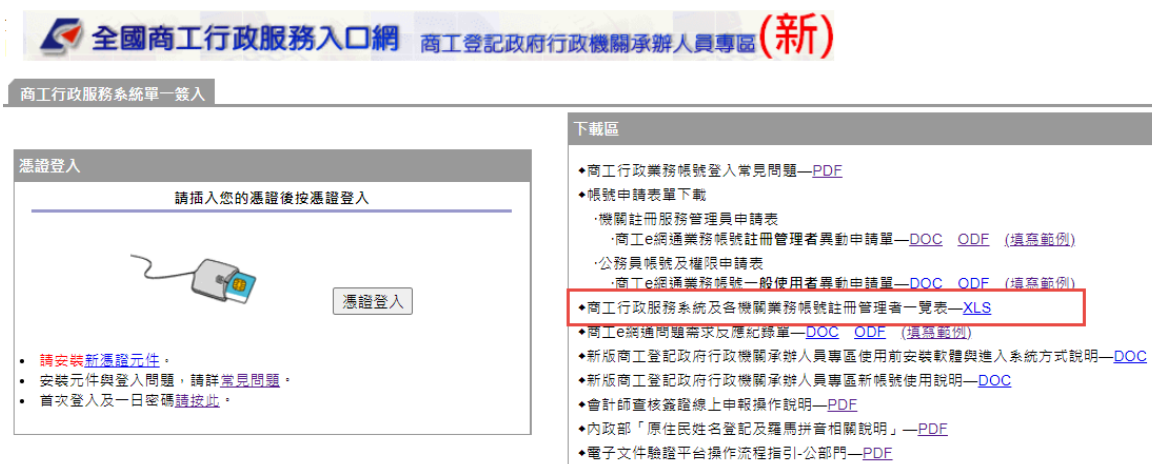 全國商工行政服務入口網 商工登記政府行政機關承辦人員專區(新)
商工行政服務系統單一簽入
憑證登入
請插入您的憑證後按憑證登入
憑證登入
• 請安裝新憑證元件。
• 安裝元件與登入問題，請詳常見問題。
• 首次登入及一日密碼請按此。
下載區
◆商工行政業務帳號登入常見問題—PDF
◆帳號申請表單下載
‧機關註冊服務管理員申請表
‧商工e網通業務帳號註冊管理者異動申請單—DOC ODF (填寫範例)
‧公務員帳號及權限申請表
‧商工e網通業務帳號一般使用者異動申請單—DOC ODF (填寫範例)
◆商工行政服務系統及各機關業務帳號註冊管理者一覽表—XLS
◆商工e網通問題需求反應紀錄單—DOC ODF (填寫範例)
◆新版商工登記政府行政機關承辦人員專區使用前安裝軟體與進入系統方式說明—DOC
◆新版商工登記政府行政機關承辦人員專區新帳號使用說明—DOC
◆會計師查核簽證線上申報操作說明—PDF
◆內政部「原住民姓名登記及羅馬拼音相關說明」—PDF
◆電子文件驗證平台操作流程指引-公部門—PDF